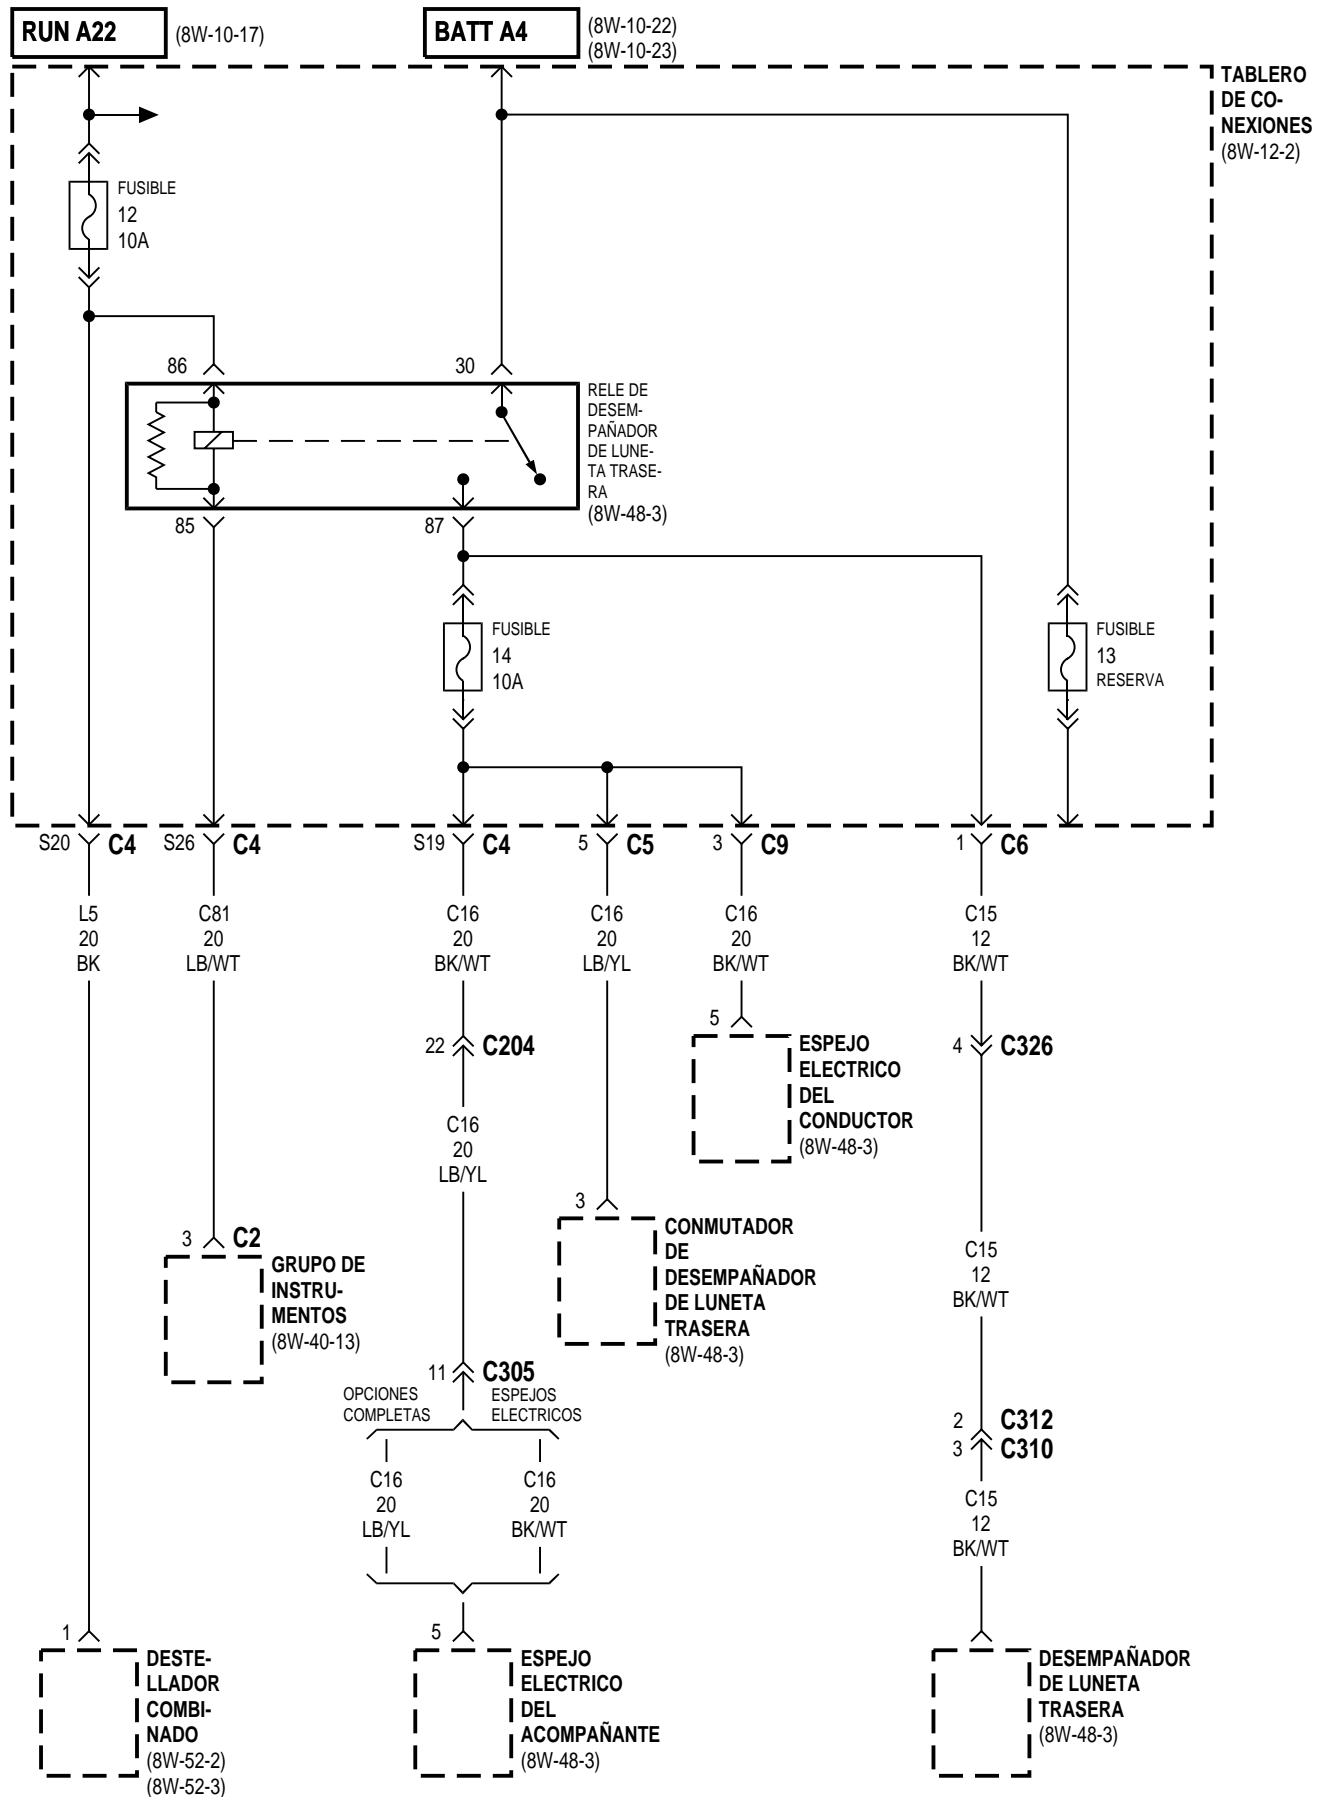 RUN A22
(8W-10-17)
BATT A4
(8W-10-22)
(8W-10-23)
TABLERO
DE CO-
NEXIONES
(8W-12-2)
FUSIBLE
12
10A
86
30
RELE DE
DESEM-
PAÑADOR
DE LUNE-
TA TRASE-
RA
(8W-48-3)
85
87
FUSIBLE
14
10A
FUSIBLE
13
RESERVA
S20 C4
S26 C4
S19 C4
5 C5
3 C9
1 C6
L5
20
BK
C81
20
LB/WT
C16
20
BK/WT
C16
20
LB/YL
C16
20
BK/WT
C15
12
BK/WT
22 C204
5
ESPEJO
ELECTRICO
DEL
CONDUCTOR
(8W-48-3)
4 C326
C16
20
LB/YL
3 C2
GRUPO DE
INSTRU-
MENTOS
(8W-40-13)
3
CONMUTADOR
DE
DESEMPAÑADOR
DE LUNETA
TRASERA
(8W-48-3)
C15
12
BK/WT
11 C305
OPCIONES
COMPLETAS
ESPEJOS
ELECTRICOS
2 C312
3 C310
C16
20
LB/YL
C16
20
BK/WT
C15
12
BK/WT
1
DESTE-
LLADOR
COMBI-
NADO
(8W-52-2)
(8W-52-3)
5
ESPEJO
ELECTRICO
DEL
ACOMPAÑANTE
(8W-48-3)
DESEMPAÑADOR
DE LUNETA
TRASERA
(8W-48-3)